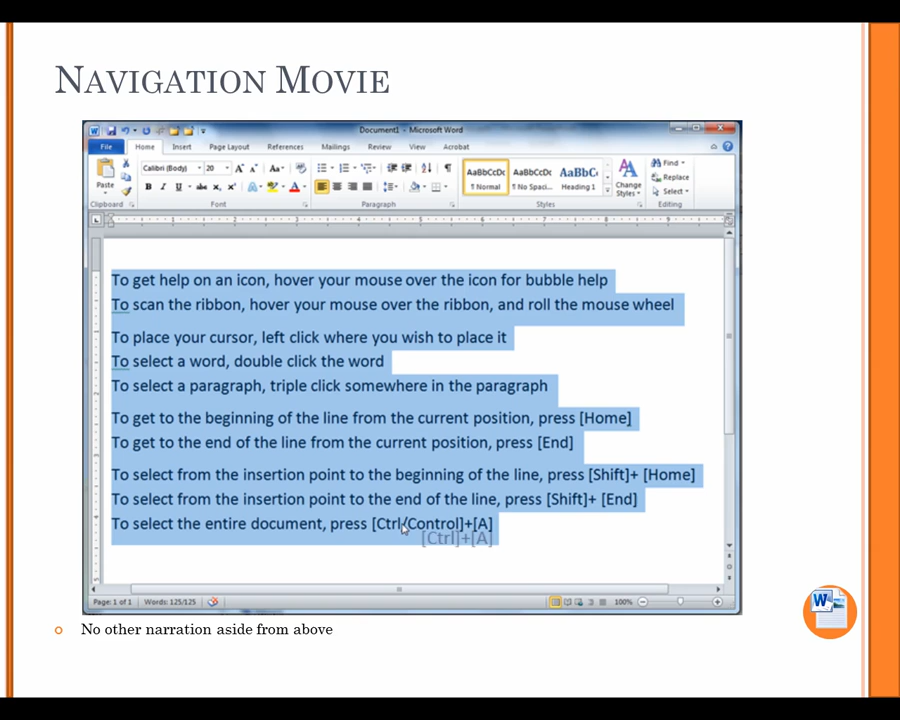 NAVIGATION MOVIE
Document1 - Microsoft Word
File Home Insert Page Layout References Mailings Review View Acrobat
Calibri (Body) 20 Aa
AaBbCcDc AaBbCcDc AaBbC
Find
Replace
Select
Paste B I U abc x₂ x² A
¶ Normal ¶ No Spaci... Heading 1
Change Styles
Clipboard Font Paragraph Styles Editing
To get help on an icon, hover your mouse over the icon for bubble help
To scan the ribbon, hover your mouse over the ribbon, and roll the mouse wheel
To place your cursor, left click where you wish to place it
To select a word, double click the word
To select a paragraph, triple click somewhere in the paragraph
To get to the beginning of the line from the current position, press [Home]
To get to the end of the line from the current position, press [End]
To select from the insertion point to the beginning of the line, press [Shift]+ [Home]
To select from the insertion point to the end of the line, press [Shift]+ [End]
To select the entire document, press [Ctrl/Control]+[A]
[Ctrl]+[A]
Page: 1 of 1 Words: 125/125 100%
No other narration aside from above
W